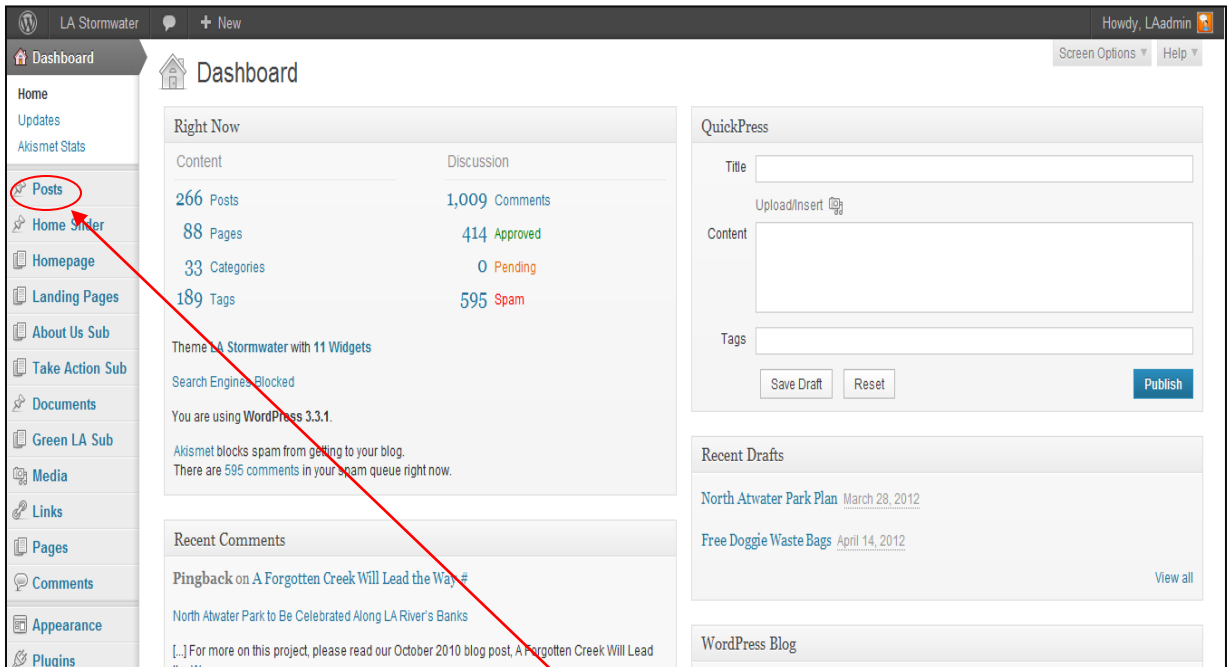 LA Stormwater + New Howdy, LAadmin
Screen Options Help
Dashboard
Home
Updates
Akismet Stats
Posts
Home Slider
Homepage
Landing Pages
About Us Sub
Take Action Sub
Documents
Green LA Sub
Media
Links
Pages
Comments
Appearance
Plugins
Dashboard
Right Now
Content Discussion
266 Posts 1,009 Comments
88 Pages 414 Approved
33 Categories 0 Pending
189 Tags 595 Spam
Theme LA Stormwater with 11 Widgets
Search Engines Blocked
You are using WordPress 3.3.1.
Akismet blocks spam from getting to your blog.
There are 595 comments in your spam queue right now.
Recent Comments
Pingback on A Forgotten Creek Will Lead the Way #
North Atwater Park to Be Celebrated Along LA River's Banks
[...] For more on this project, please read our October 2010 blog post, A Forgotten Creek Will Lead
QuickPress
Title
Upload/Insert
Content
Tags
Save Draft Reset Publish
Recent Drafts
North Atwater Park Plan March 28, 2012
Free Doggie Waste Bags April 14, 2012
View all
WordPress Blog